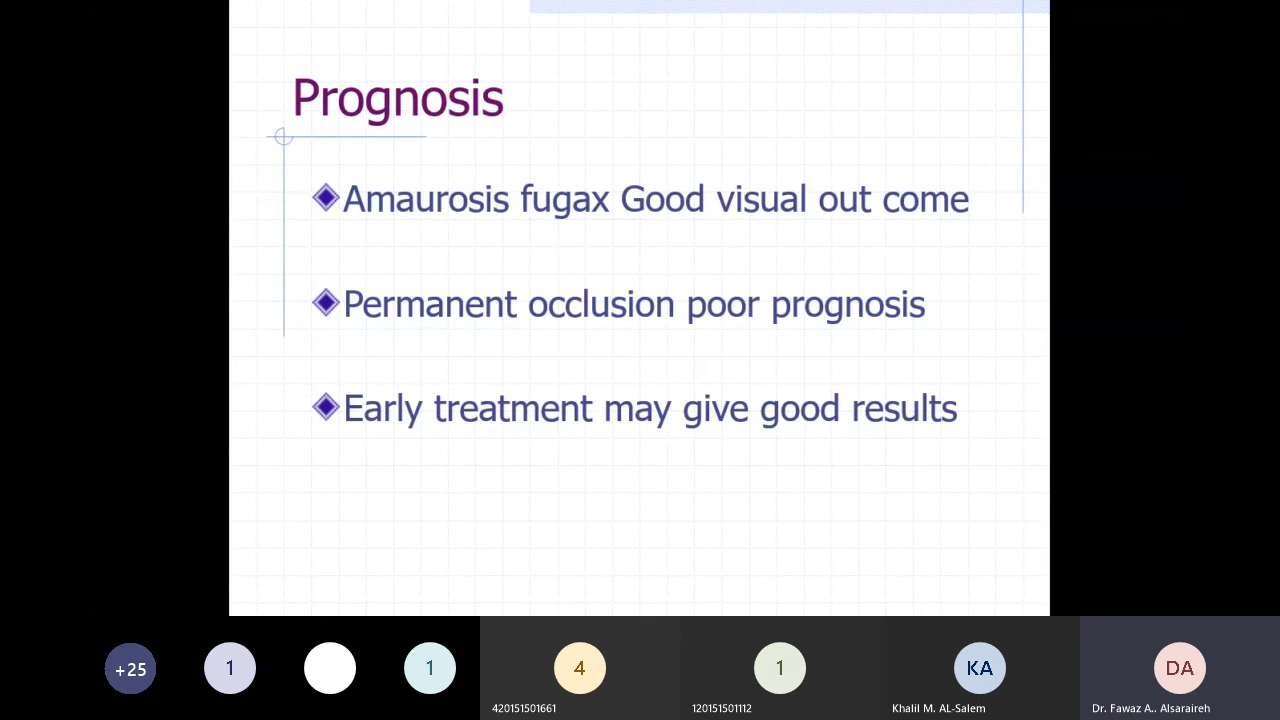 Prognosis
Amaurosis fugax Good visual out come
Permanent occlusion poor prognosis
Early treatment may give good results
+25
1
1
4
1
KA
DA
420151501661
120151501112
Khalil M. AL-Salem
Dr. Fawaz A.. Alsaraireh